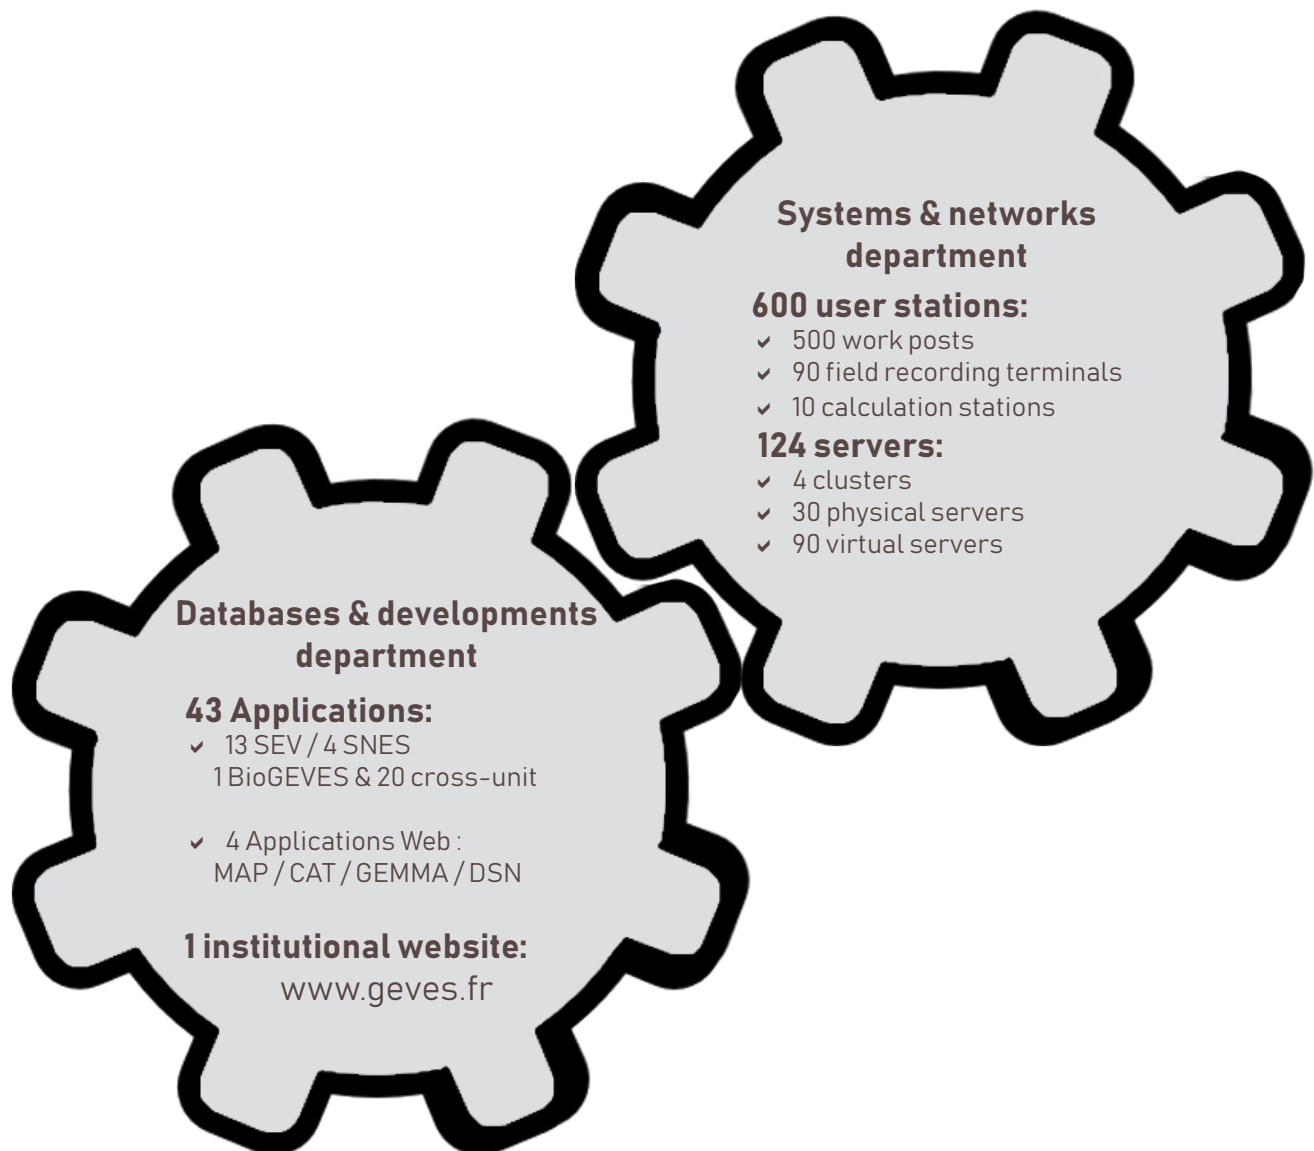 Systems & networks
department
600 user stations:
500 work posts
90 field recording terminals
10 calculation stations
124 servers:
4 clusters
30 physical servers
90 virtual servers
Databases & developments
department
43 Applications:
13 SEV / 4 SNES
1 BioGEVES & 20 cross-unit
4 Applications Web :
MAP / CAT / GEMMA / DSN
1 institutional website:
www.geves.fr